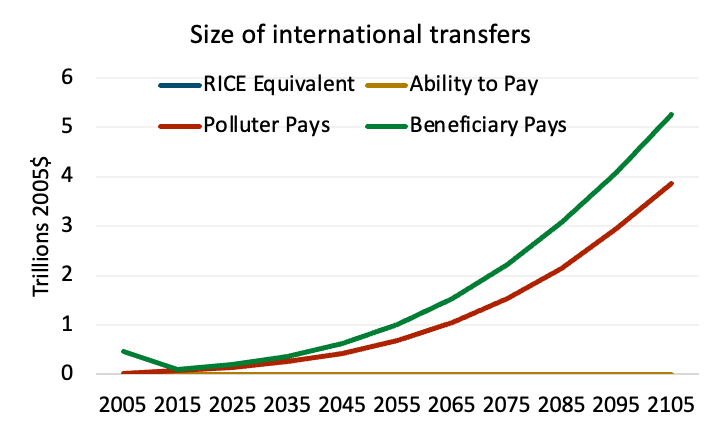 Size of international transfers
RICE Equivalent Ability to Pay
Polluter Pays Beneficiary Pays
Trillions 2005$
6
5
4
3
2
1
0
2005 2015 2025 2035 2045 2055 2065 2075 2085 2095 2105